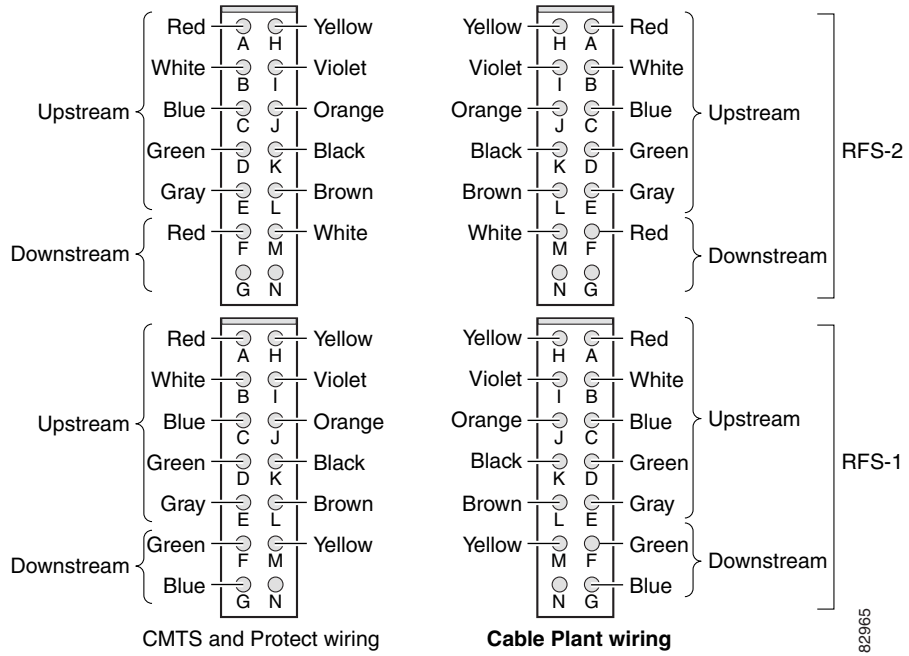 Red Yellow Yellow Red
A H H A
White Violet Violet White
B I I B
Upstream Blue Orange Orange Blue Upstream
C J J C
Green Black Black Green RFS-2
D K K D
Gray Brown Brown Gray
E L L E
Red White White Red
Downstream F M M F Downstream
G N N G
Red Yellow Yellow Red
A H H A
White Violet Violet White
B I I B
Upstream Blue Orange Orange Blue Upstream
C J J C
Green Black Black Green RFS-1
D K K D
Gray Brown Brown Gray
E L L E
Green Yellow Yellow Green
Downstream F M M F Downstream
Blue Blue
G N N G
CMTS and Protect wiring Cable Plant wiring
82965